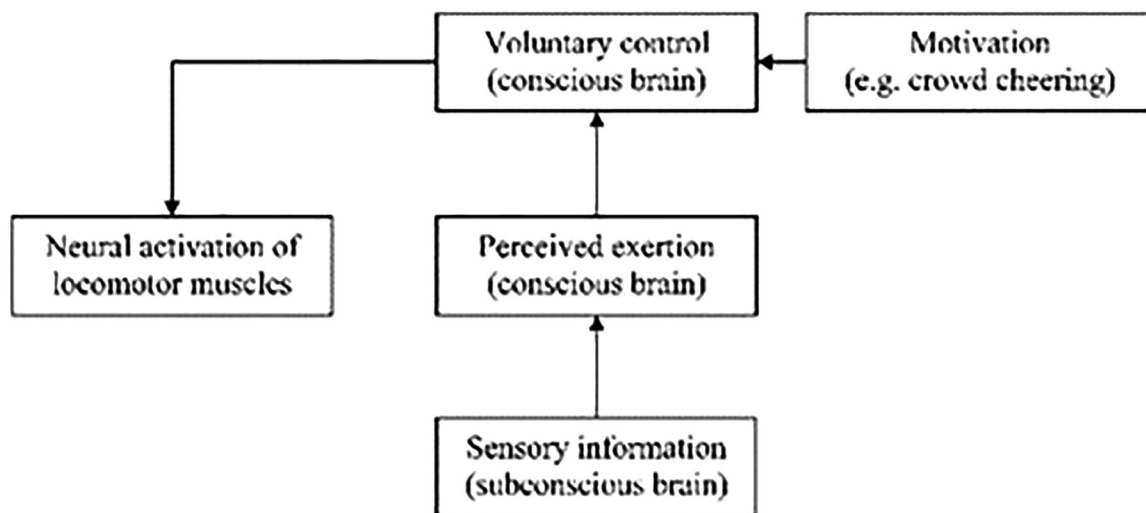 Voluntary control
(conscious brain)
Motivation
(e.g. crowd cheering)
Neural activation of
locomotor muscles
Perceived exertion
(conscious brain)
Sensory information
(subconscious brain)